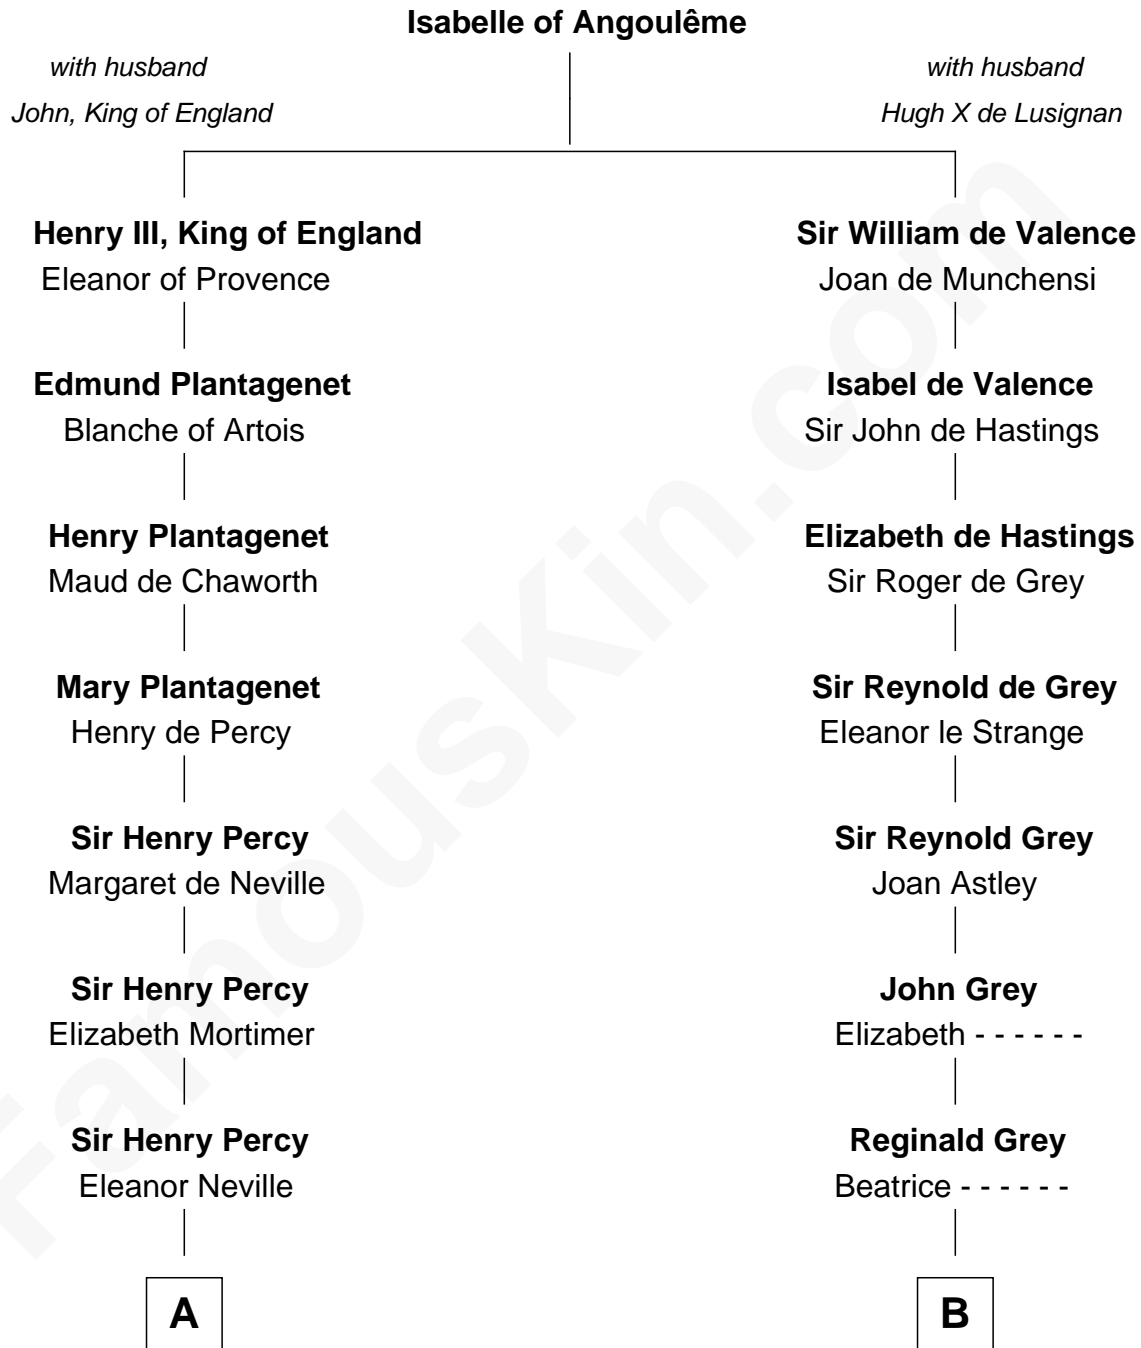 Isabelle of Angoulême
with husband
John, King of England
with husband
Hugh X de Lusignan
Henry III, King of England
Eleanor of Provence
Sir William de Valence
Joan de Munchensi
Edmund Plantagenet
Blanche of Artois
Isabel de Valence
Sir John de Hastings
Henry Plantagenet
Maud de Chaworth
Elizabeth de Hastings
Sir Roger de Grey
Mary Plantagenet
Henry de Percy
Sir Reynold de Grey
Eleanor le Strange
Sir Henry Percy
Margaret de Neville
Sir Reynold Grey
Joan Astley
Sir Henry Percy
Elizabeth Mortimer
John Grey
Elizabeth - - - - - -
Sir Henry Percy
Eleanor Neville
Reginald Grey
Beatrice - - - - - -
A
B
FamousKin.com